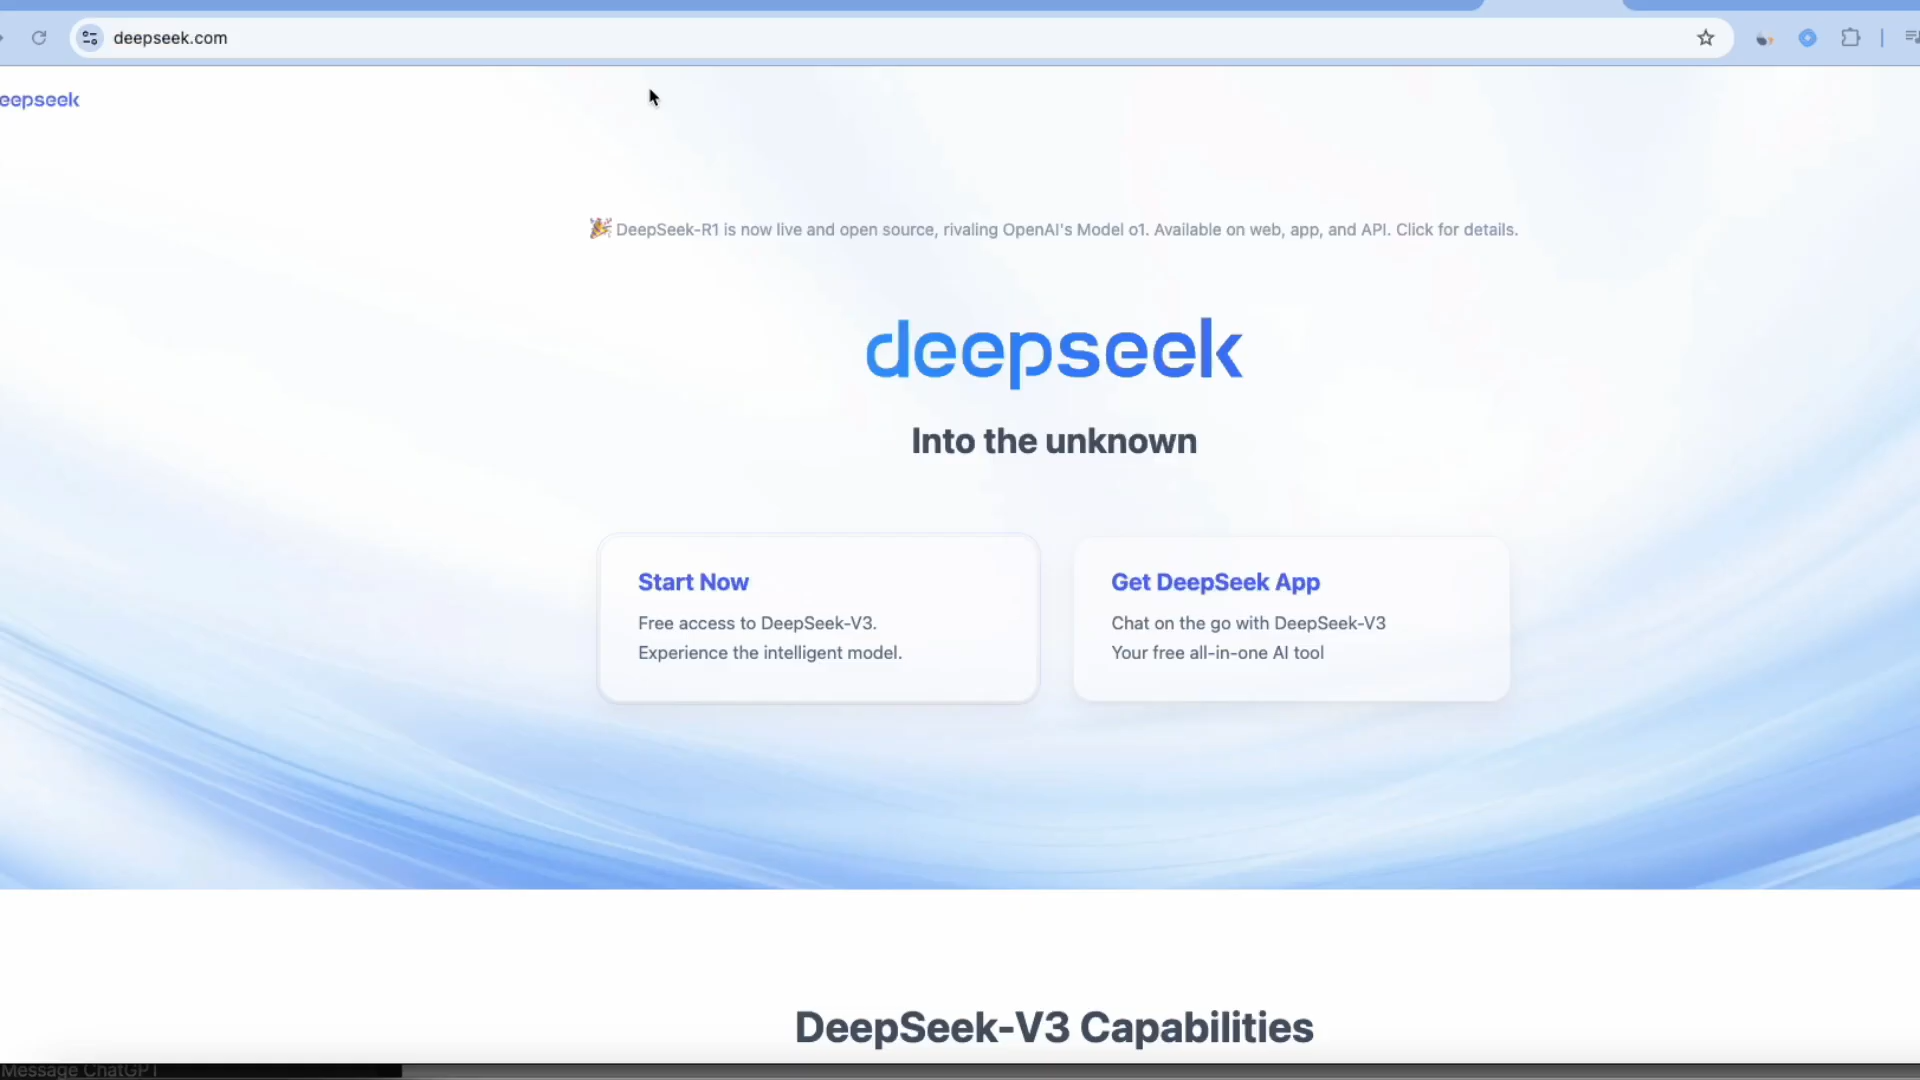 deepseek.com
eepseek
🎉 DeepSeek-R1 is now live and open source, rivaling OpenAI's Model o1. Available on web, app, and API. Click for details.
deepseek
Into the unknown
Start Now
Free access to DeepSeek-V3.
Experience the intelligent model.
Get DeepSeek App
Chat on the go with DeepSeek-V3
Your free all-in-one AI tool
DeepSeek-V3 Capabilities
Message ChatGPT